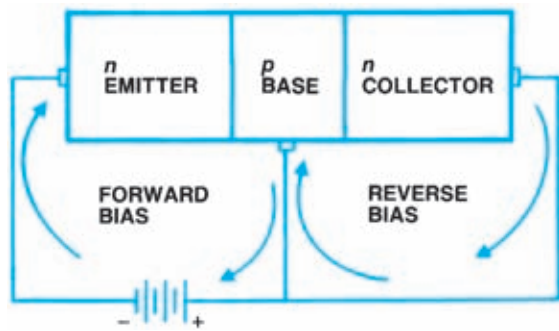 n
EMITTER
p
BASE
n
COLLECTOR
FORWARD
BIAS
REVERSE
BIAS
– +